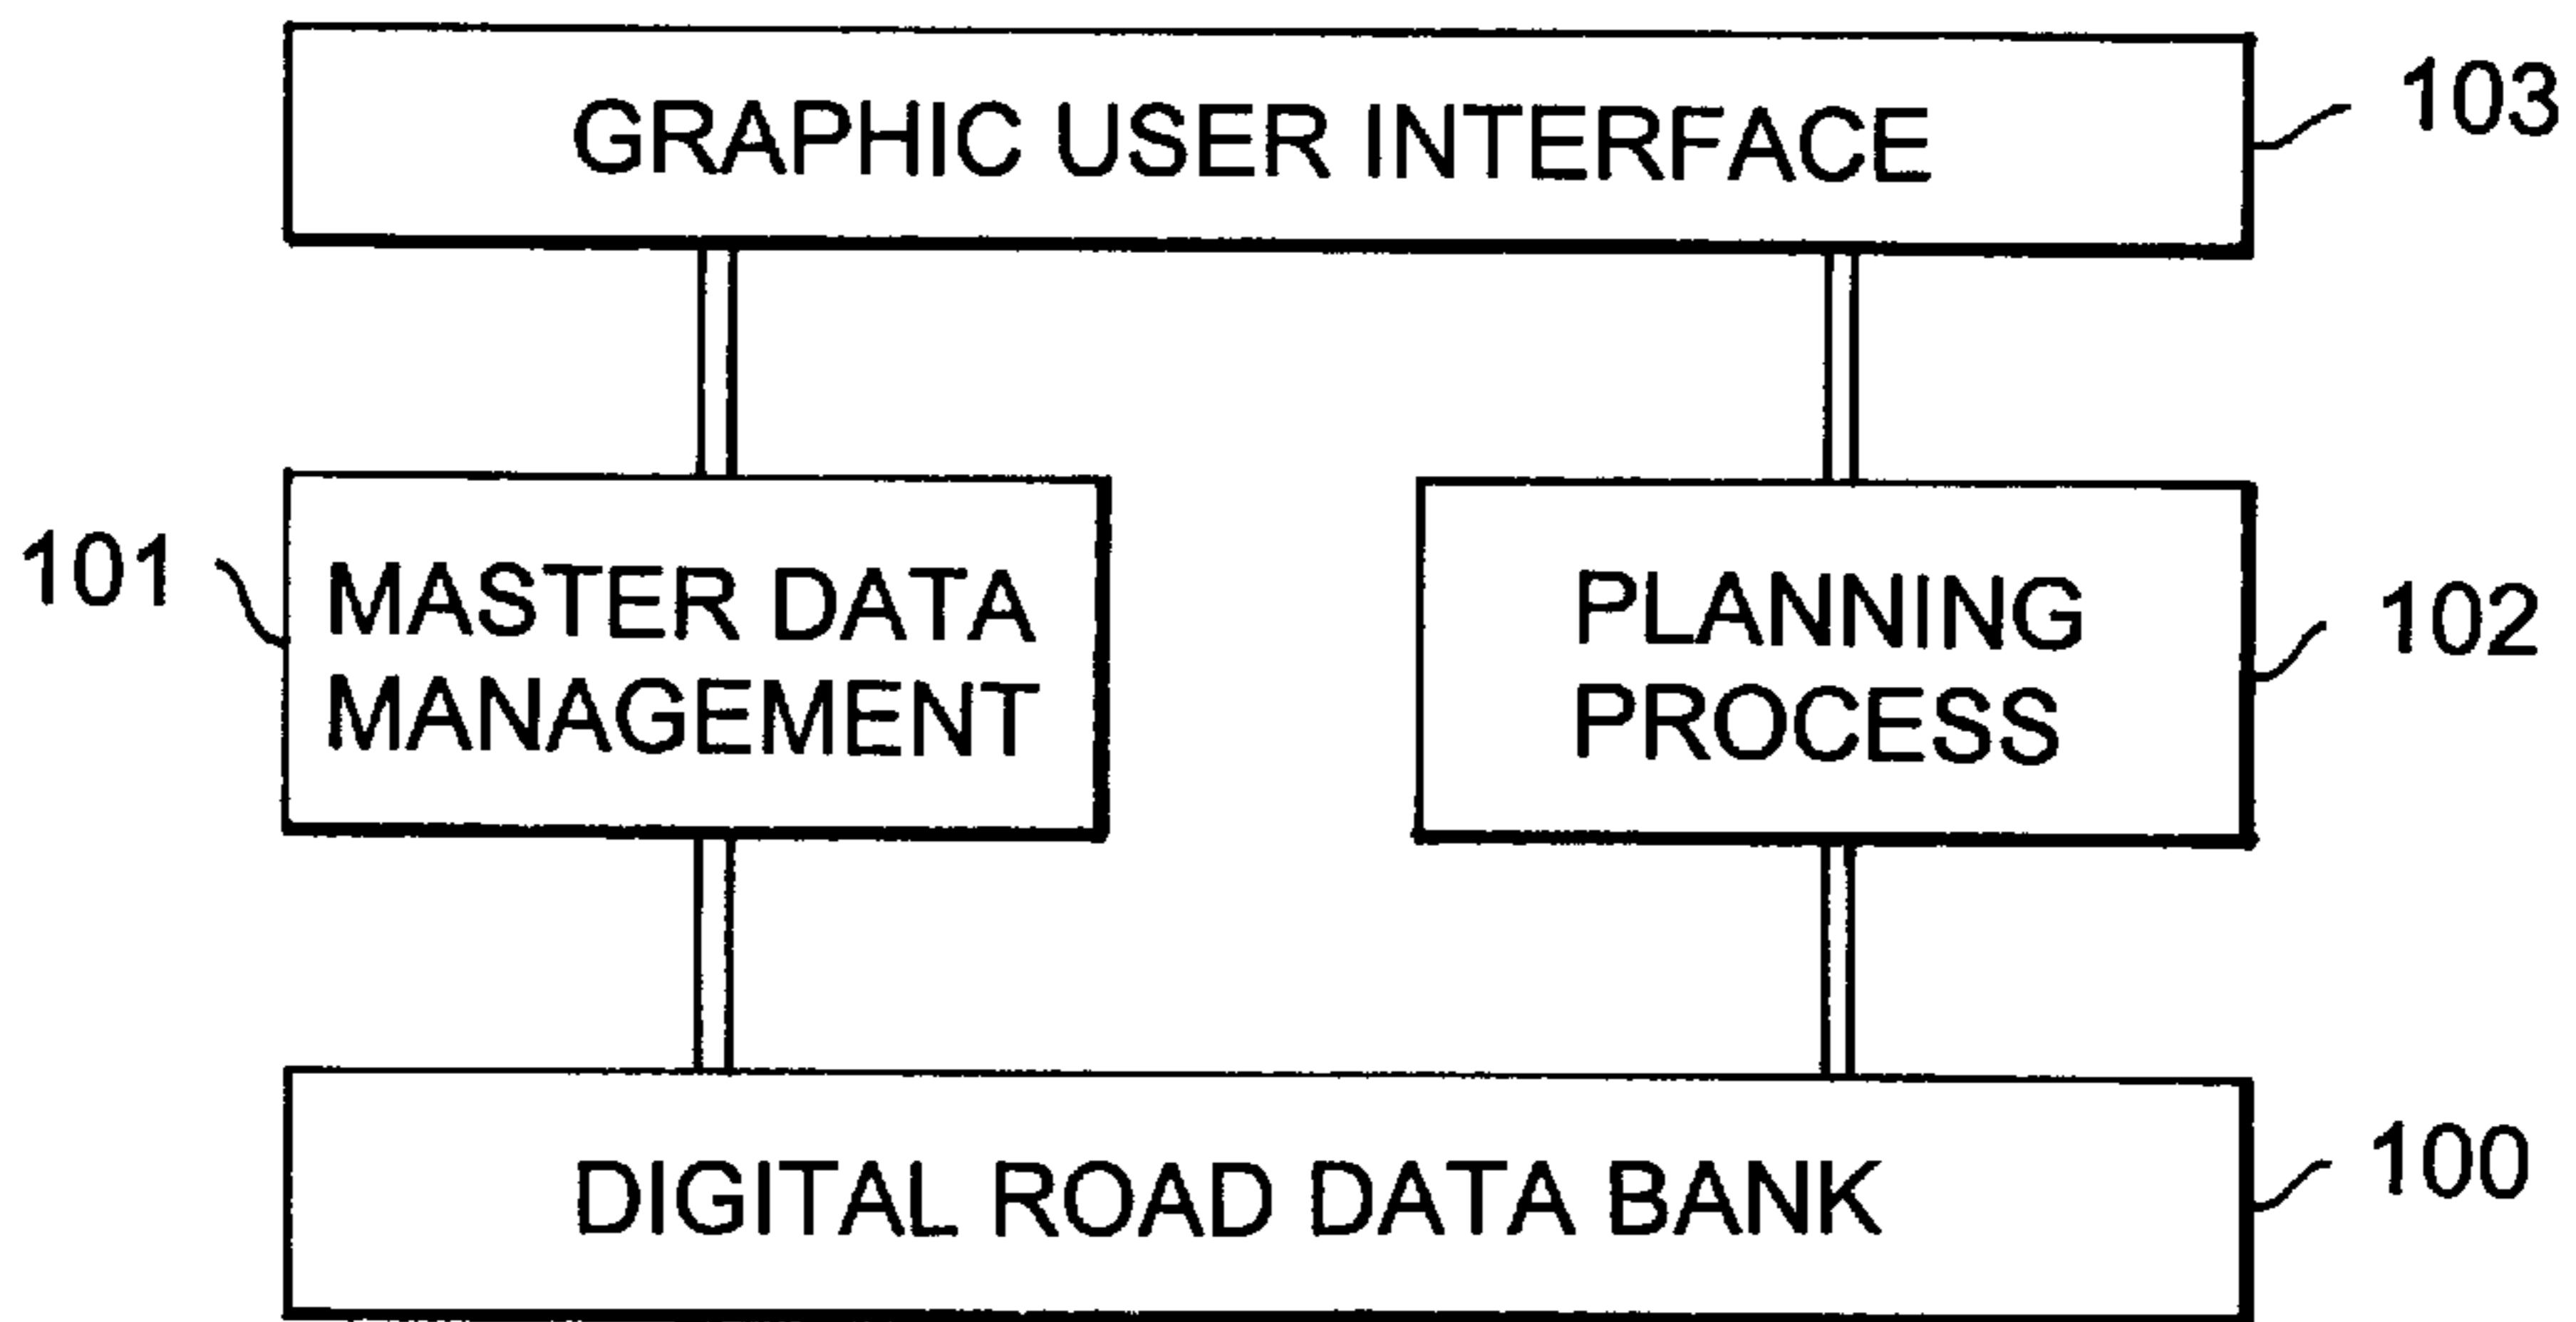 GRAPHIC USER INTERFACE
103
101
MASTER DATA
MANAGEMENT
PLANNING
PROCESS
102
DIGITAL ROAD DATA BANK
100